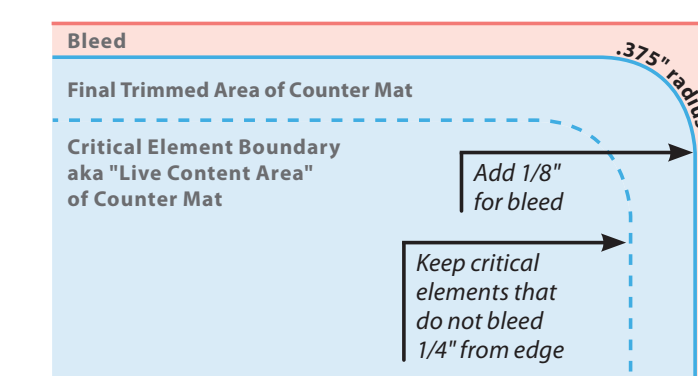 Bleed
.375" radius
Final Trimmed Area of Counter Mat
Critical Element Boundary
aka "Live Content Area"
of Counter Mat
Add 1/8"
for bleed
Keep critical
elements that
do not bleed
1/4" from edge